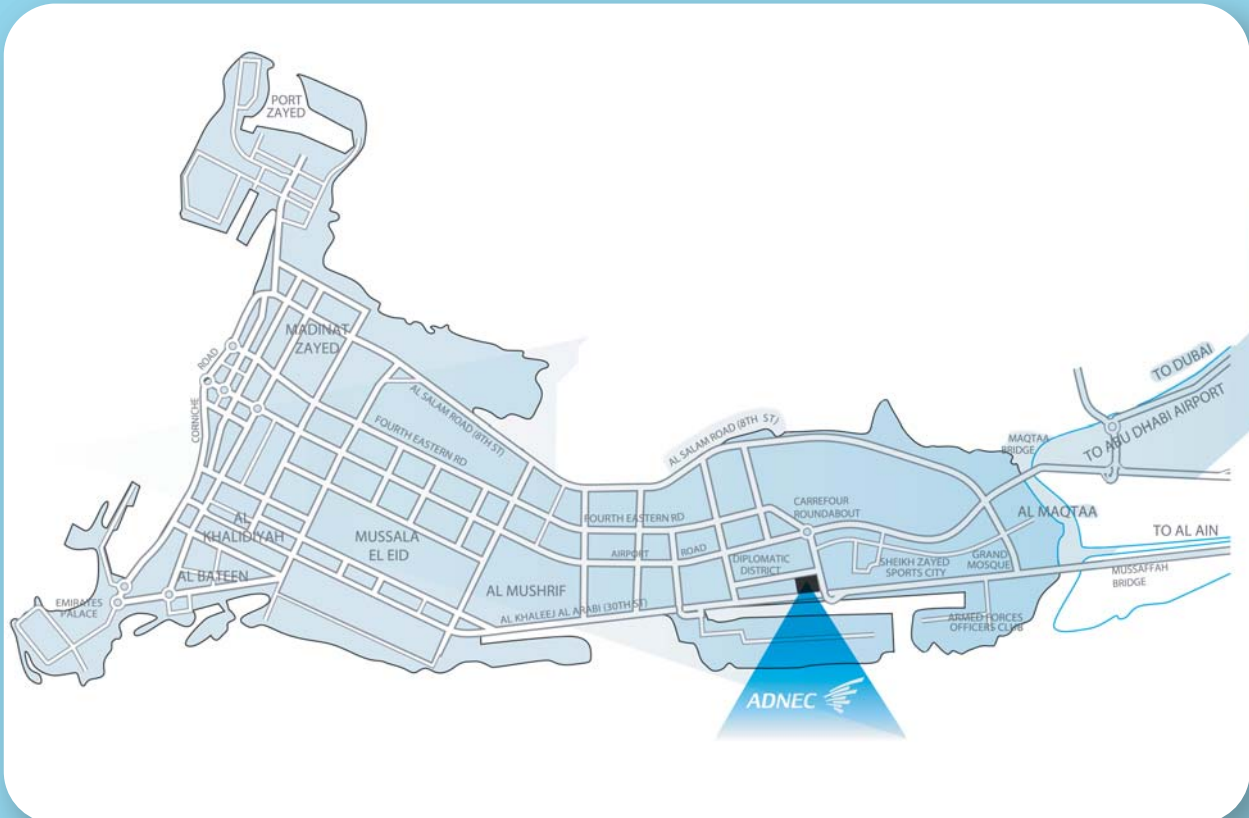 PORT
ZAYED
MADINAT
ZAYED
ROAD
CORNICHE
AL SALAM ROAD (8TH ST)
FOURTH EASTERN RD
AL SALAM ROAD (8TH ST)
TO DUBAI
TO ABU DHABI AIRPORT
MAQTAA
BRIDGE
CARREFOUR
ROUNDABOUT
AL MAQTAA
TO AL AIN
FOURTH EASTERN RD
AL
KHALIDIYAH
MUSSALA
EL EID
AIRPORT
ROAD
DIPLOMATIC
DISTRICT
SHEIKH ZAYED
SPORTS CITY
GRAND
MOSQUE
MUSSAFFAH
BRIDGE
AL BATEEN
AL MUSHRIF
EMIRATES
PALACE
AL KHALEEJ AL ARABI (30TH ST)
ARMED FORCES
OFFICERS CLUB
ADNEC